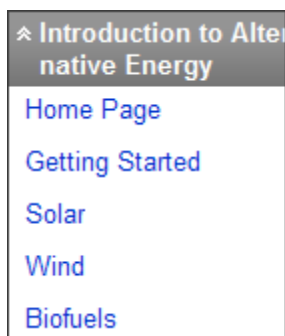 Introduction to Alter
native Energy
Home Page
Getting Started
Solar
Wind
Biofuels